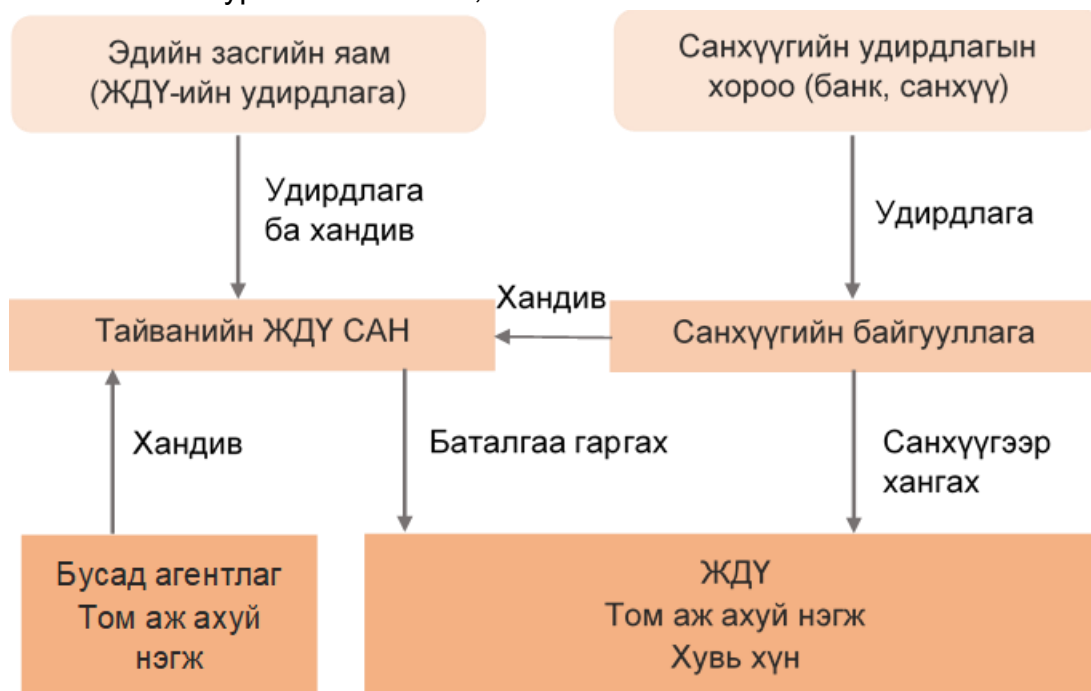 Эдийн засгийн яам
(ЖДҮ-ийн удирдлага)
Санхүүгийн удирдлагын
хороо (банк, санхүү)
Удирдлага
ба хандив
Удирдлага
Тайванийн ЖДҮ САН
Хандив
Санхүүгийн байгууллага
Хандив
Баталгаа гаргах
Санхүүгээр
хангах
Бусад агентлаг
Том аж ахуй
нэгж
ЖДҮ
Том аж ахуй нэгж
Хувь хүн